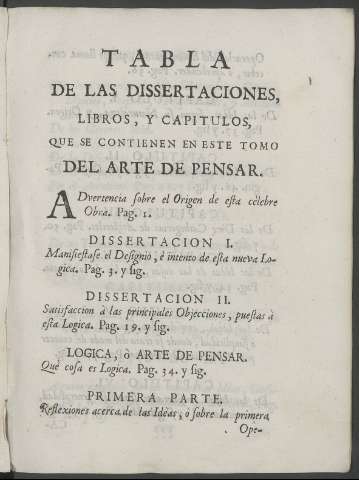 TABLA
DE LAS DISSERTACIONES,
LIBROS, Y CAPITULOS,
QUE SE CONTIENEN EN ESTE TOMO
DEL ARTE DE PENSAR.
ADvertencia sobre el Origen de esta célebre
Obra. Pag. 1.
DISSERTACION I.
Manifiestase el Designio, è intento de esta nueva Lo-
gica. Pag. 3. y sig.
DISSERTACION II.
Satisfaccion à las principales Objecciones, puestas à
esta Logica. Pag. 19. y sig.
LOGICA, ò ARTE DE PENSAR.
Què cosa es Logica. Pag. 34. y sig.
PRIMERA PARTE.
Reflexiones acerca de las Idéas, ò sobre la primera
Ope-